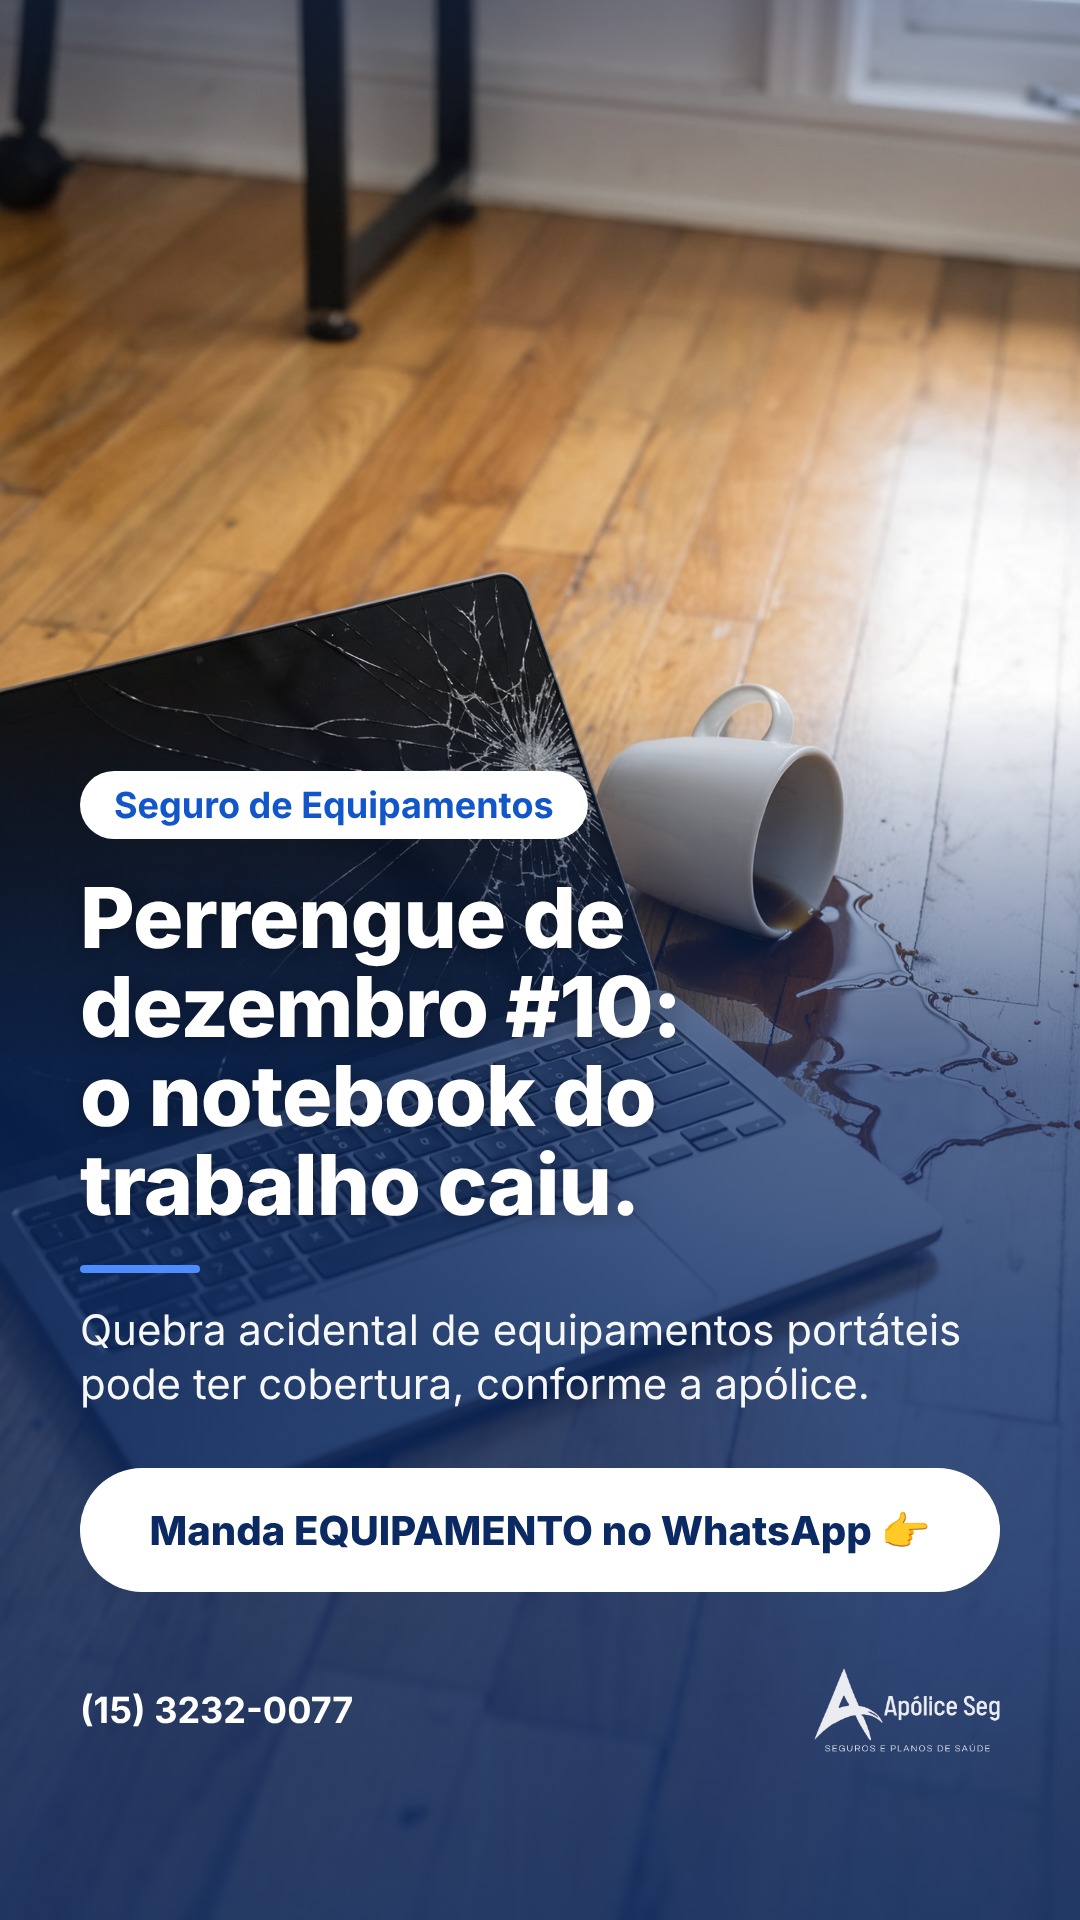 Seguro de Equipamentos
Perrengue de
dezembro #10:
o notebook do
trabalho caiu.
Quebra acidental de equipamentos portáteis
pode ter cobertura, conforme a apólice.
Manda EQUIPAMENTO no WhatsApp 👉
(15) 3232-0077
Apólice Seg
SEGUROS E PLANOS DE SAÚDE